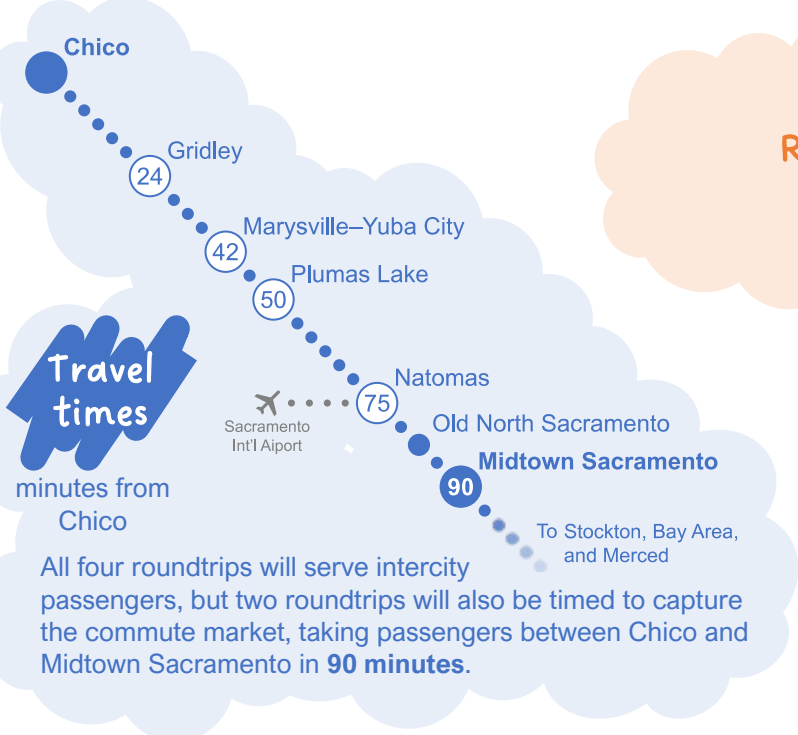 Chico
R
Gridley
24
Marysville–Yuba City
42
Plumas Lake
50
Travel
times
minutes from
Chico
Natomas
75
Sacramento
Int'l Aiport
Old North Sacramento
Midtown Sacramento
90
To Stockton, Bay Area,
and Merced
All four roundtrips will serve intercity
passengers, but two roundtrips will also be timed to capture
the commute market, taking passengers between Chico and
Midtown Sacramento in 90 minutes.